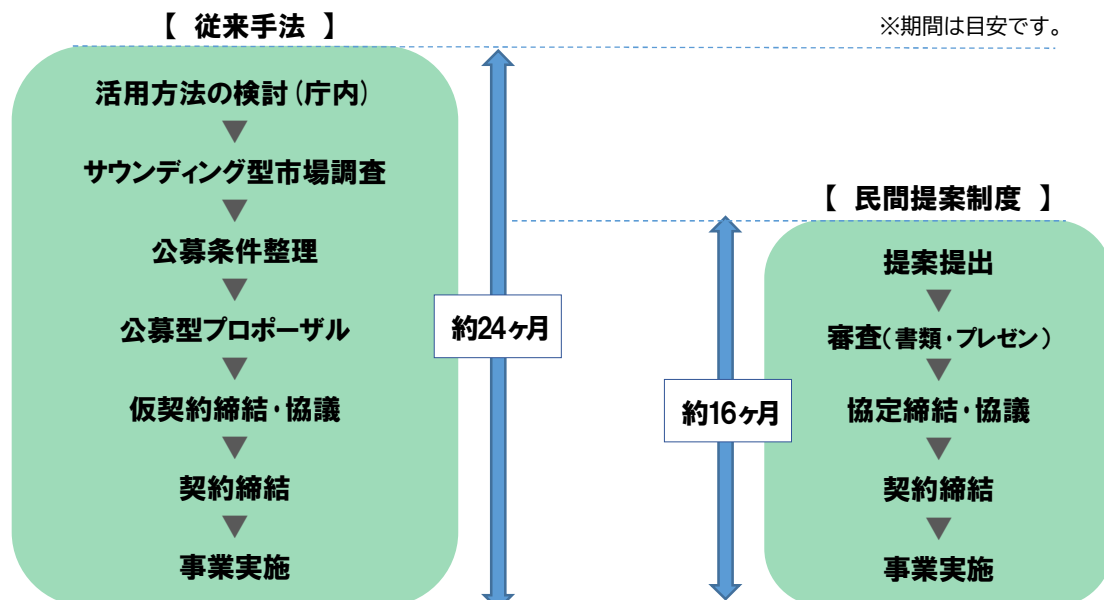 【 従来手法 】
※期間は目安です。
活用方法の検討(庁内)
サウンディング型市場調査
公募条件整理
公募型プロポーザル
仮契約締結・協議
契約締結
事業実施
約24ヶ月
【 民間提案制度 】
提案提出
審査(書類・プレゼン)
協定締結・協議
契約締結
事業実施
約16ヶ月